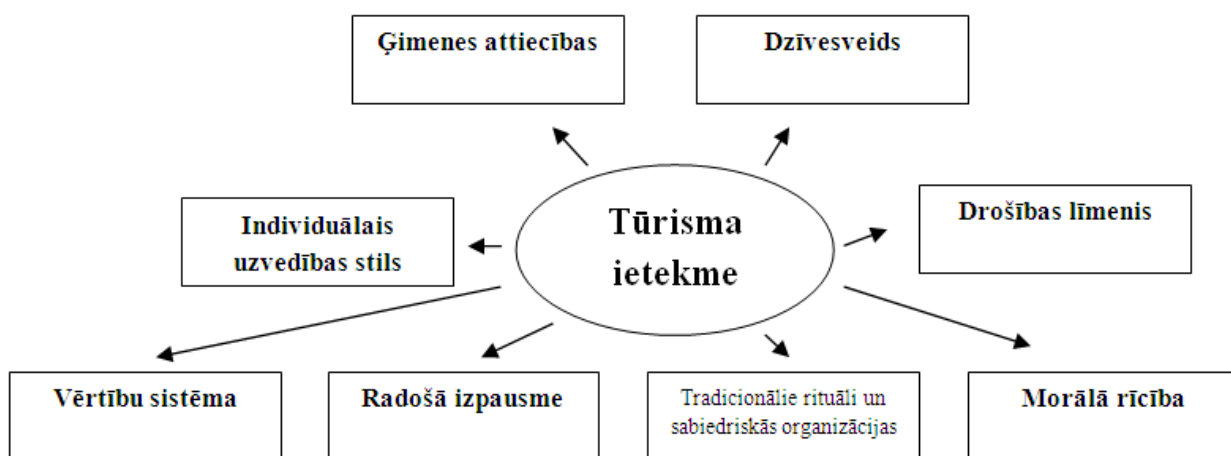 Ģimenes attiecības
Dzīvesveids
Tūrisma
ietekme
Individuālais
uzvedības stils
Drošības līmenis
Vērtību sistēma
Radošā izpausme
Tradicionālie rituāli un
sabiedriskās organizācijas
Morālā rīcība